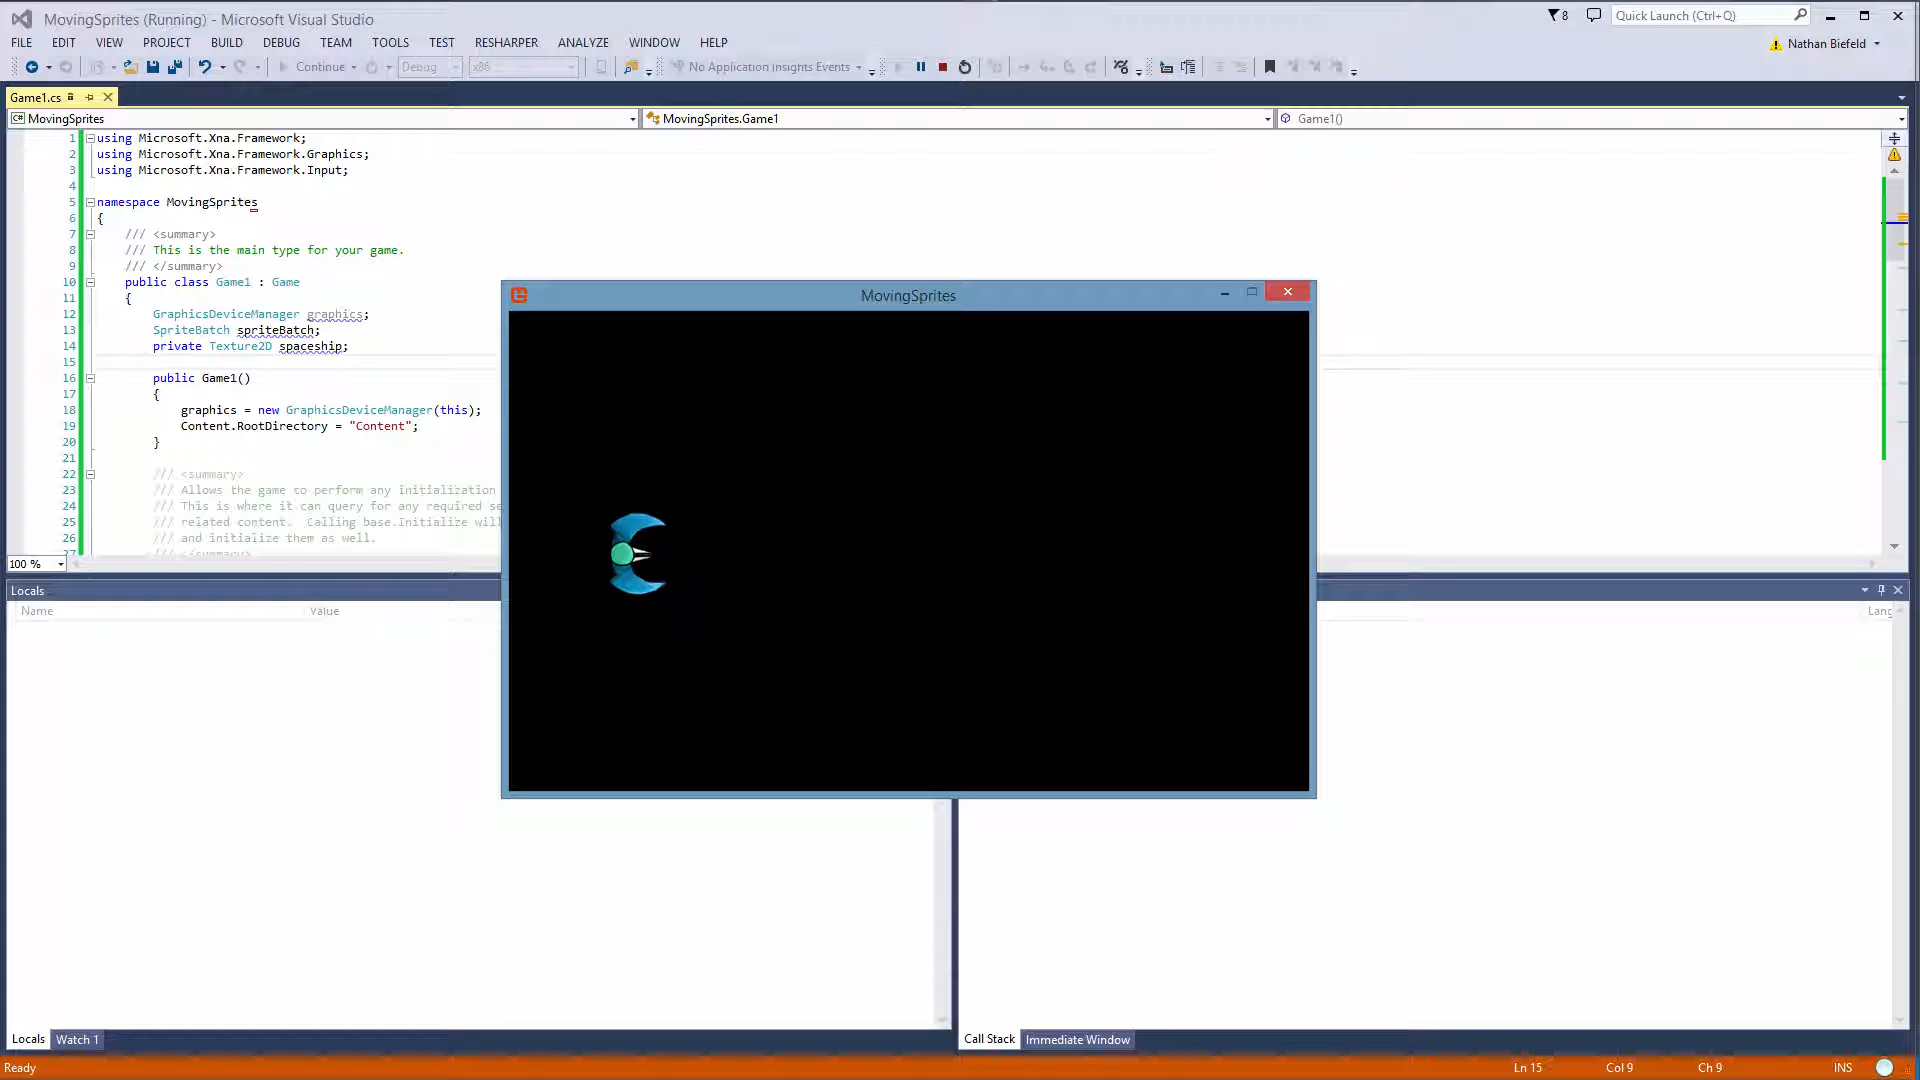 MovingSprites (Running) - Microsoft Visual Studio
8
Quick Launch (Ctrl+Q)
FILE EDIT VIEW PROJECT BUILD DEBUG TEAM TOOLS TEST RESHARPER ANALYZE WINDOW HELP
Nathan Biefeld
Continue Debug x86 No Application Insights Events
Game1.cs
C# MovingSprites MovingSprites.Game1 Game1()
1 using Microsoft.Xna.Framework;
2 using Microsoft.Xna.Framework.Graphics;
3 using Microsoft.Xna.Framework.Input;
4
5 namespace MovingSprites
6 {
7 /// <summary>
8 /// This is the main type for your game.
9 /// </summary>
10 public class Game1 : Game
11 {
12 GraphicsDeviceManager graphics;
13 SpriteBatch spriteBatch;
14 private Texture2D spaceship;
15
16 public Game1()
17 {
18 graphics = new GraphicsDeviceManager(this);
19 Content.RootDirectory = "Content";
20 }
21
22 /// <summary>
23 /// Allows the game to perform any initialization
24 /// This is where it can query for any required se
25 /// related content.  Calling base.Initialize will
26 /// and initialize them as well.
27 /// </summary>
MovingSprites
100 %
Locals
Name Value
Lang
Locals Watch 1
Call Stack Immediate Window
Ready
Ln 15 Col 9 Ch 9 INS